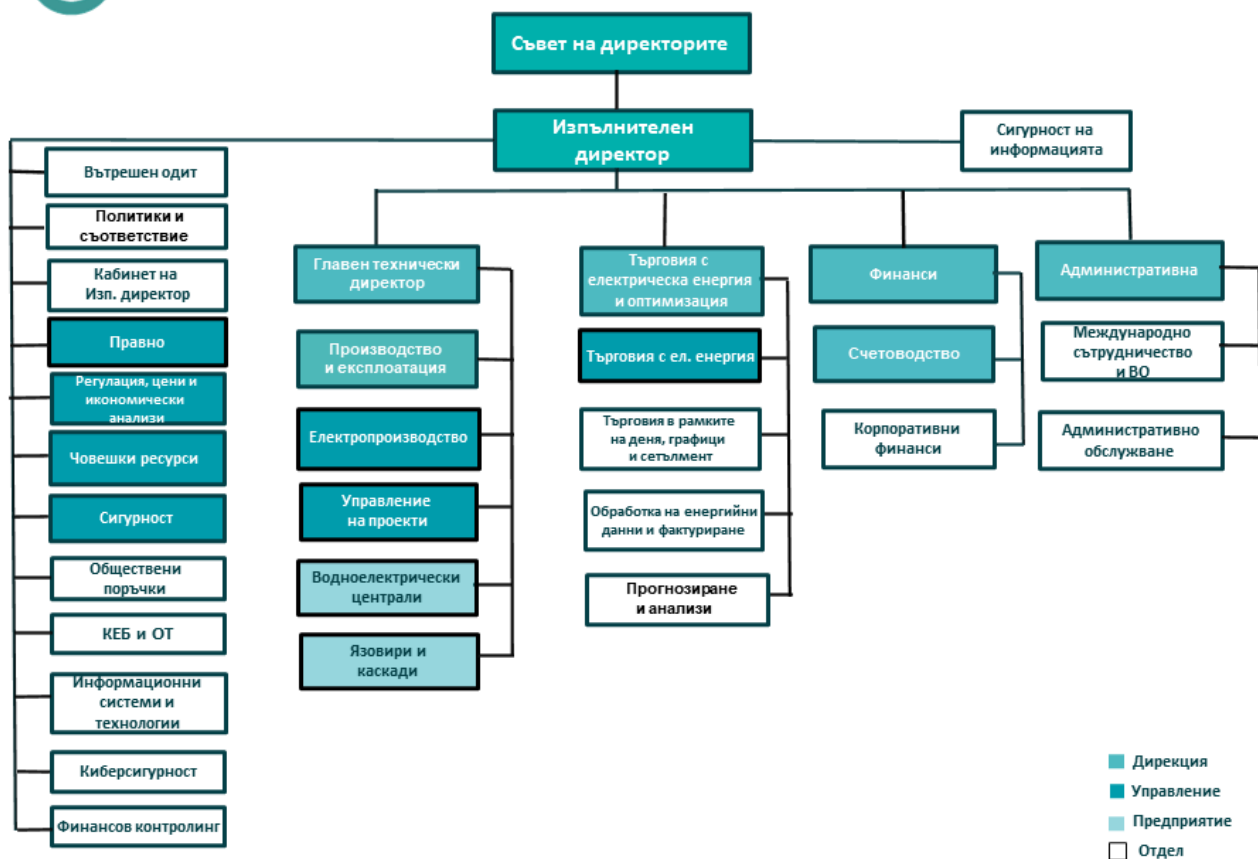 Съвет на директорите
Изпълнителен
директор
Сигурност на
информацията
Вътрешен одит
Политики и
съответствие
Кабинет на
Изп. директор
Правно
Регулация, цени и
икономически
анализи
Човешки ресурси
Сигурност
Обществени
поръчки
КЕБ и ОТ
Информационни
системи и
технологии
Киберсигурност
Финансов контролинг
Главен технически
директор
Производство
и експлоатация
Електропроизводство
Управление
на проекти
Водноелектрически
централи
Язовири и
каскади
Търговия с
електрическа енергия
и оптимизация
Търговия с ел. енергия
Търговия в рамките
на деня, графици
и сетълмент
Обработка на енергийни
данни и фактуриране
Прогнозиране
и анализи
Финанси
Счетоводство
Корпоративни
финанси
Административна
Международно
сътрудничество
и ВО
Административно
обслужване
Дирекция
Управление
Предприятие
Отдел